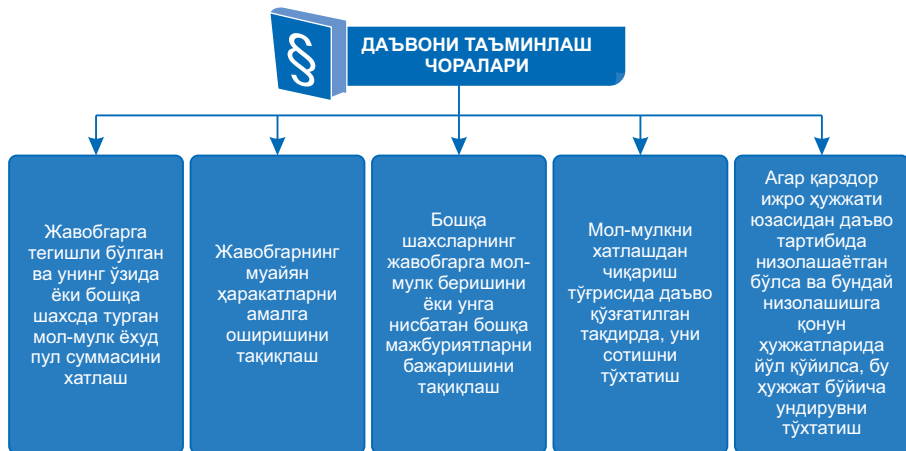 §
ДАЪВОНИ ТАЪМИНЛАШ
ЧОРАЛАРИ
Жавобгарга
тегишли бўлган
ва унинг ўзида
ёки бошқа
шахсда турган
мол-мулк ёхуд
пул суммасини
хатлаш
Жавобгарнинг
муайян
ҳаракатларни
амалга
оширишини
тақиқлаш
Бошқа
шахсларнинг
жавобгарга мол-
мулк беришини
ёки унга
нисбатан бошқа
мажбуриятларни
бажаришини
тақиқлаш
Мол-мулкни
хатлашдан
чиқариш
тўғрисида даъво
қўзғатилган
тақдирда, уни
сотишни
тўхтатиш
Агар қарздор
ижро ҳужжати
юзасидан даъво
тартибида
низолашаётган
бўлса ва бундай
низолашишга
қонун
ҳужжатларида
йўл қўйилса, бу
ҳужжат бўйича
ундирувни
тўхтатиш